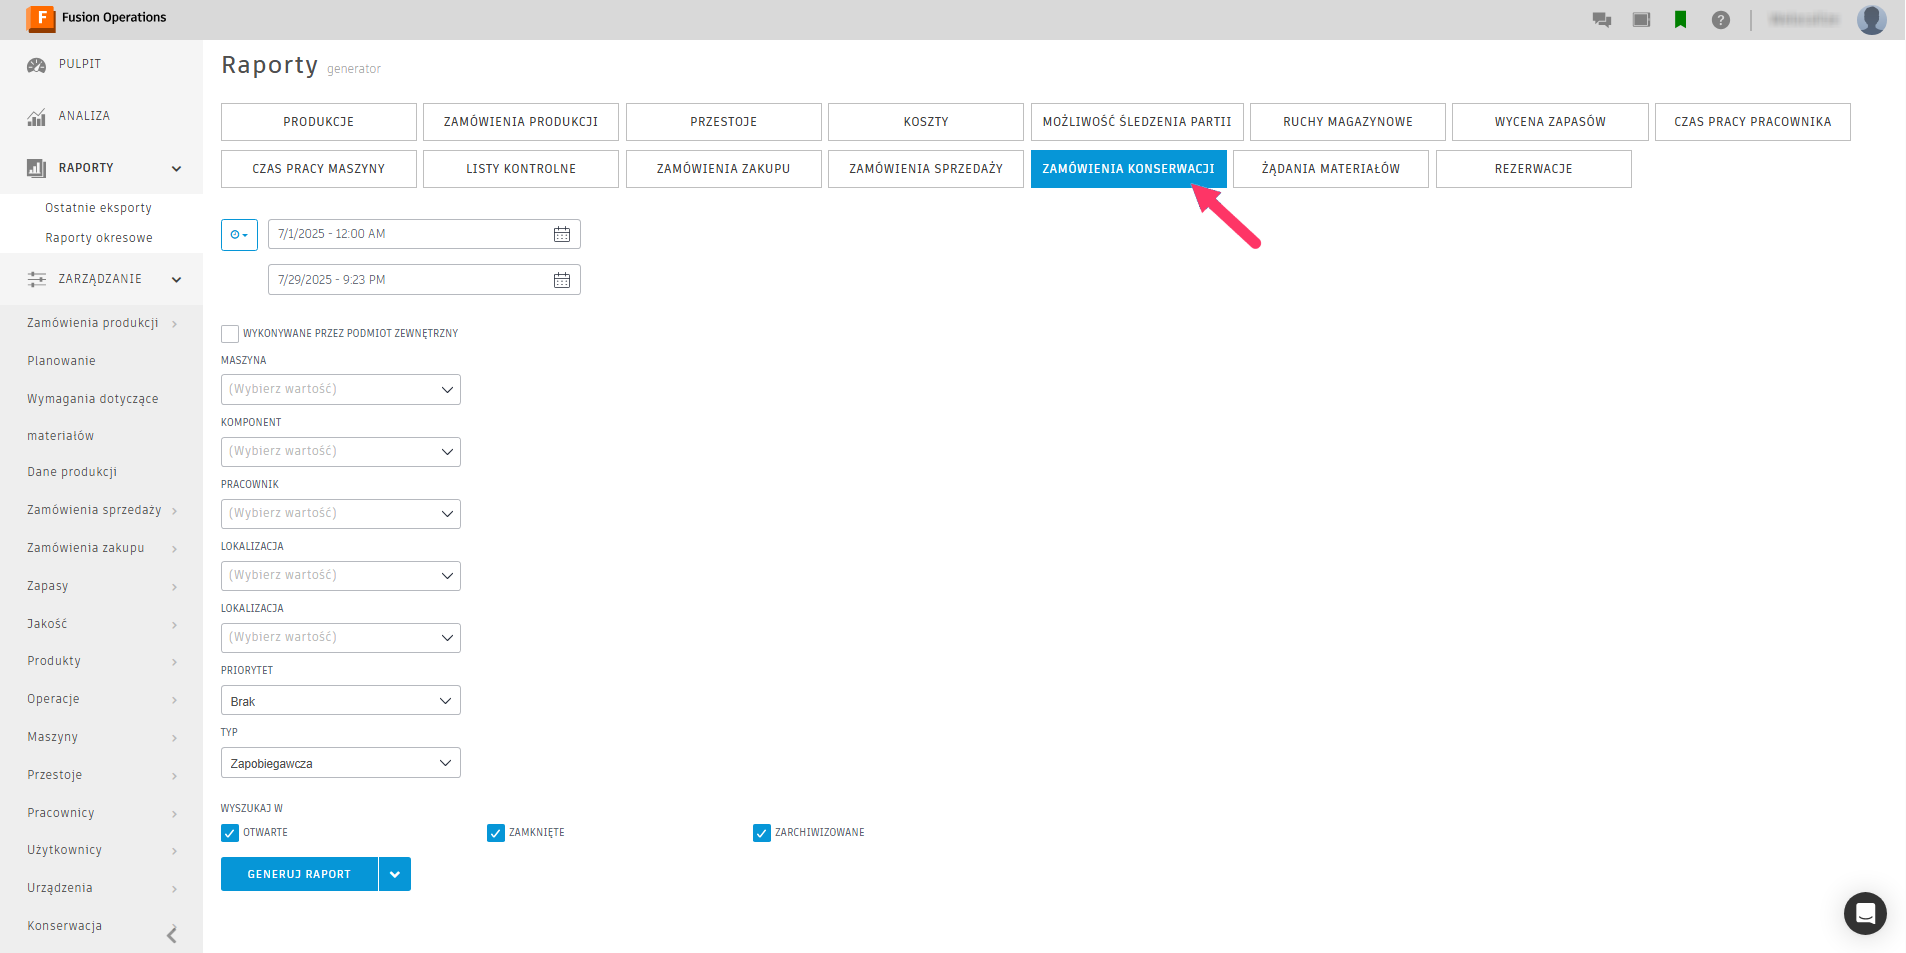 F Fusion Operations
?
PULPIT
ANALIZA
RAPORTY
Ostatnie eksporty
Raporty okresowe
ZARZĄDZANIE
Zamówienia produkcji
Planowanie
Wymagania dotyczące
materiałów
Dane produkcji
Zamówienia sprzedaży
Zamówienia zakupu
Zapasy
Jakość
Produkty
Operacje
Maszyny
Przestoje
Pracownicy
Użytkownicy
Urządzenia
Konserwacja
Raporty generator
PRODUKCJE ZAMÓWIENIA PRODUKCJI PRZESTOJE KOSZTY MOŻLIWOŚĆ ŚLEDZENIA PARTII RUCHY MAGAZYNOWE WYCENA ZAPASÓW CZAS PRACY PRACOWNIKA
CZAS PRACY MASZYNY LISTY KONTROLNE ZAMÓWIENIA ZAKUPU ZAMÓWIENIA SPRZEDAŻY ZAMÓWIENIA KONSERWACJI ŻĄDANIA MATERIAŁÓW REZERWACJE
7/1/2025 - 12:00 AM
7/29/2025 - 9:23 PM
WYKONYWANE PRZEZ PODMIOT ZEWNĘTRZNY
MASZYNA
(Wybierz wartość)
KOMPONENT
(Wybierz wartość)
PRACOWNIK
(Wybierz wartość)
LOKALIZACJA
(Wybierz wartość)
LOKALIZACJA
(Wybierz wartość)
PRIORYTET
Brak
TYP
Zapobiegawcza
WYSZUKAJ W
OTWARTE ZAMKNIĘTE ZARCHIWIZOWANE
GENERUJ RAPORT